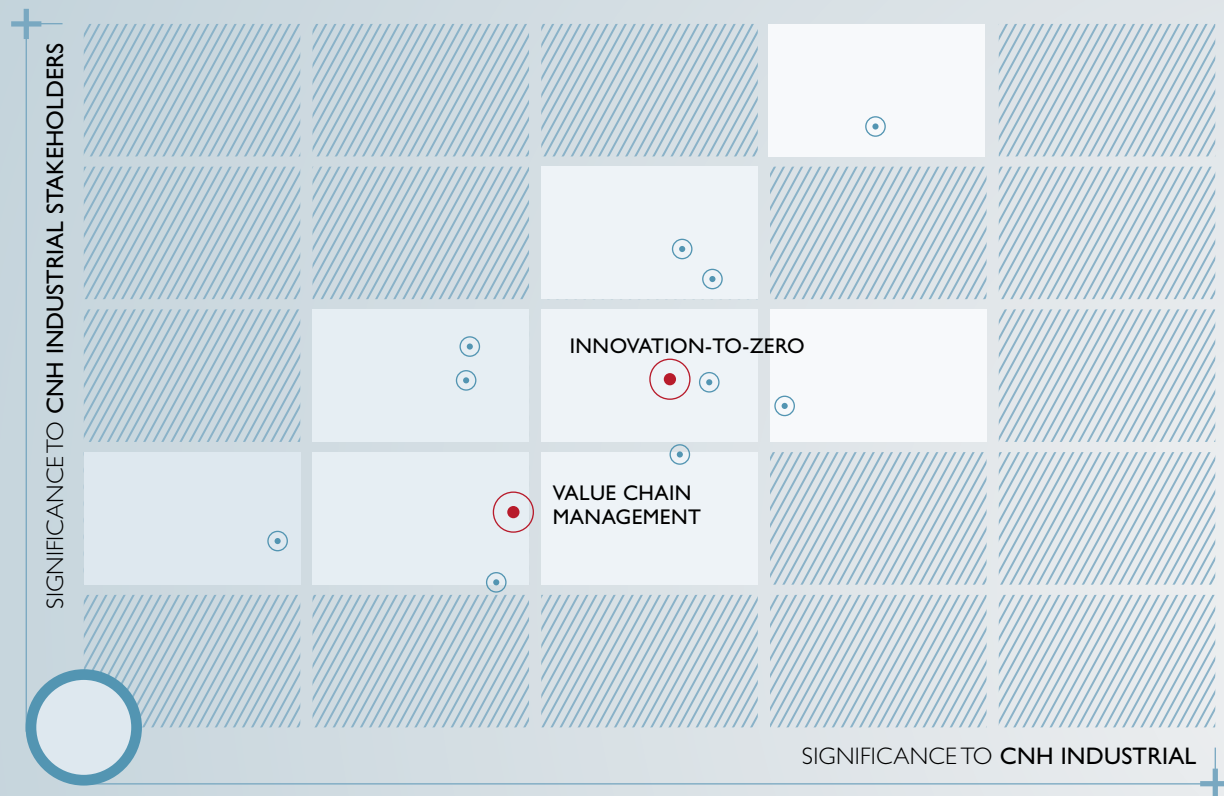 SIGNIFICANCE TO CNH INDUSTRIAL STAKEHOLDERS
INNOVATION-TO-ZERO
VALUE CHAIN
MANAGEMENT
SIGNIFICANCE TO CNH INDUSTRIAL